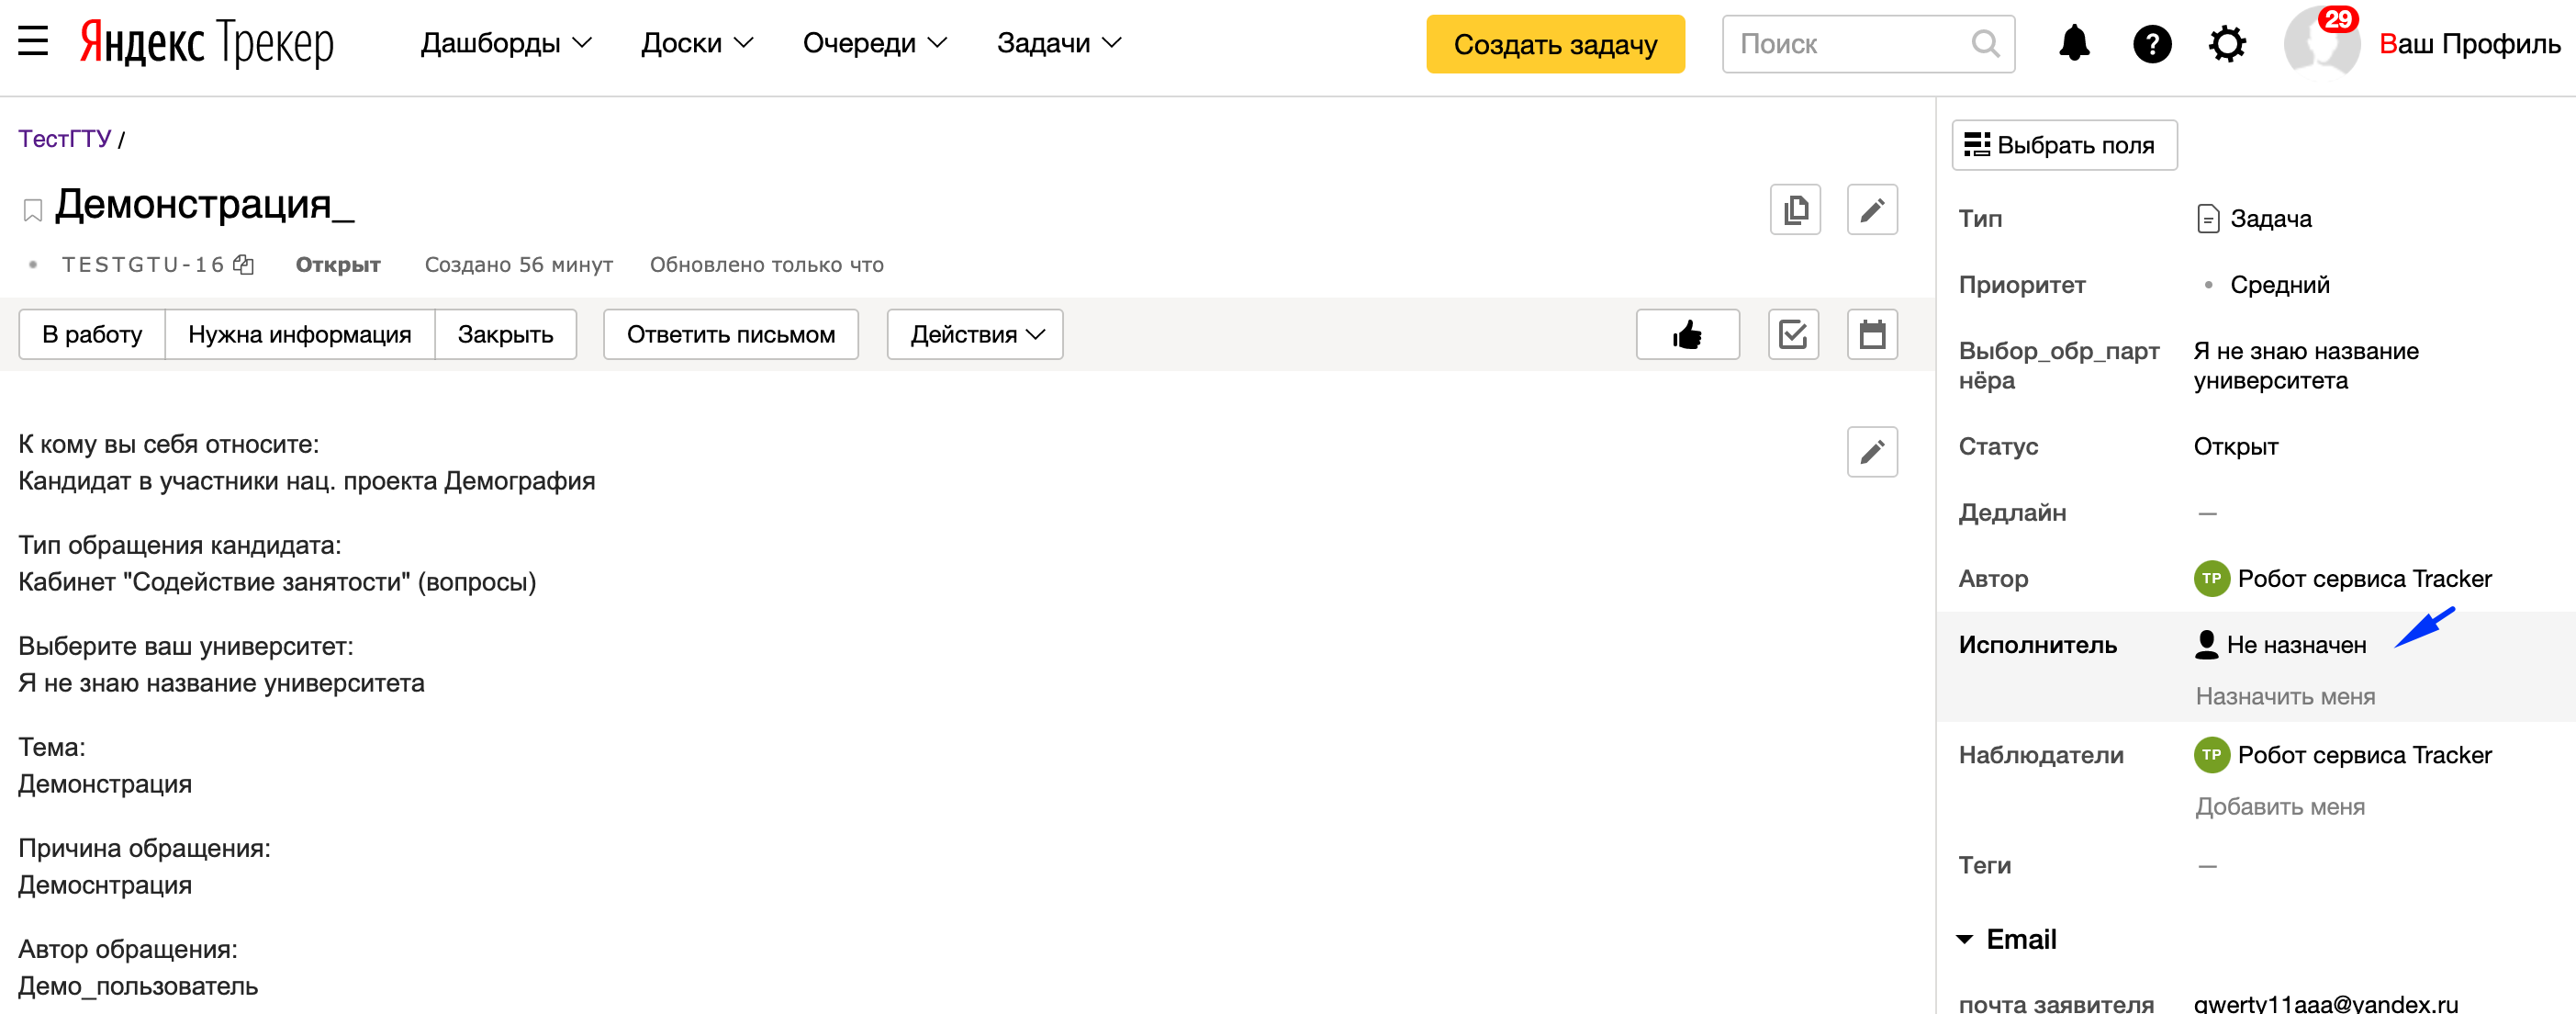 Яндекс Трекер
Дашборды
Доски
Очереди
Задачи
Создать задачу
Поиск
?
29
Ваш Профиль
ТестГТУ /
Демонстрация_
TESTGTU-16
Открыт
Создано 56 минут
Обновлено только что
В работу
Нужна информация
Закрыть
Ответить письмом
Действия
К кому вы себя относите:
Кандидат в участники нац. проекта Демография
Тип обращения кандидата:
Кабинет "Содействие занятости" (вопросы)
Выберите ваш университет:
Я не знаю название университета
Тема:
Демонстрация
Причина обращения:
Демоснтрация
Автор обращения:
Демо_пользователь
Выбрать поля
Тип
Задача
Приоритет
Средний
Выбор_обр_парт
нёра
Я не знаю название
университета
Статус
Открыт
Дедлайн
—
Автор
ТР Робот сервиса Tracker
Исполнитель
Не назначен
Назначить меня
Наблюдатели
ТР Робот сервиса Tracker
Добавить меня
Теги
—
Email
почта заявителя
qwerty11aaa@yandex.ru